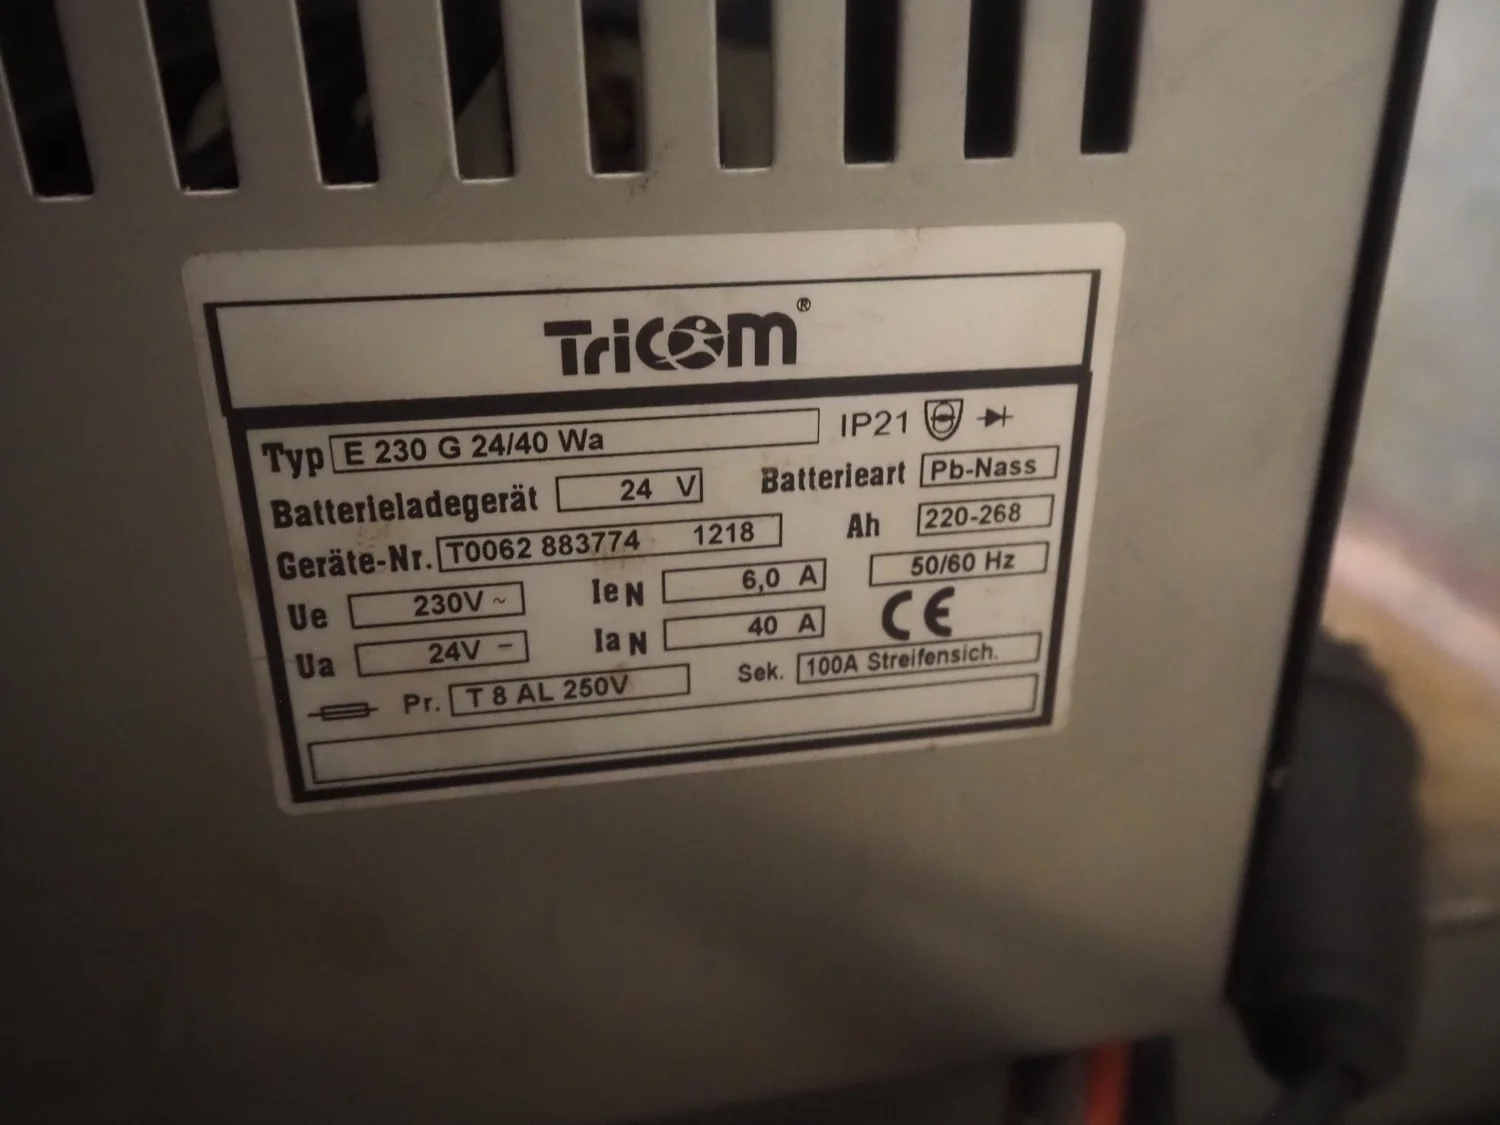 Tricom®
Typ E 230 G 24/40 Wa IP21
Batterieladegerät 24 V Batterieart Pb-Nass
Geräte-Nr. T0062 883774 1218 Ah 220-268
Ue 230V ~ Ie N 6,0 A 50/60 Hz
Ua 24V ⎓ Ia N 40 A CE
Pr. T 8 AL 250V Sek. 100A Streifensich.